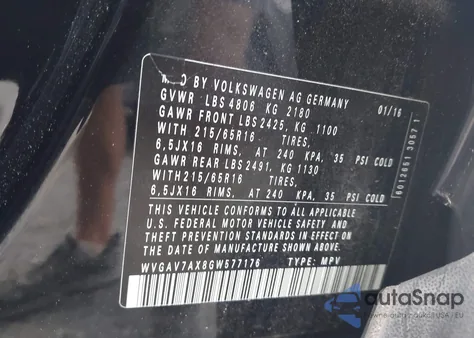 BY VOLKSWAGEN AG GERMANY
GVWR LBS 4806 KG 2180 01/16
GAWR FRONT LBS 2425, KG 1100
WITH 215/65R16 TIRES,
6,5JX16 RIMS, AT 240 KPA, 35 PSI COLD
GAWR REAR LBS 2491, KG 1130
WITH 215/65R16 TIRES,
6,5JX16 RIMS, AT 240 KPA, 35 PSI COLD
THIS VEHICLE CONFORMS TO ALL APPLICABLE
U.S. FEDERAL MOTOR VEHICLE SAFETY AND
THEFT PREVENTION STANDARDS IN EFFECT ON
THE DATE OF MANUFACTURE SHOWN ABOVE
WVGAV7AX8GW577176 TYPE: MPV
autoSnap